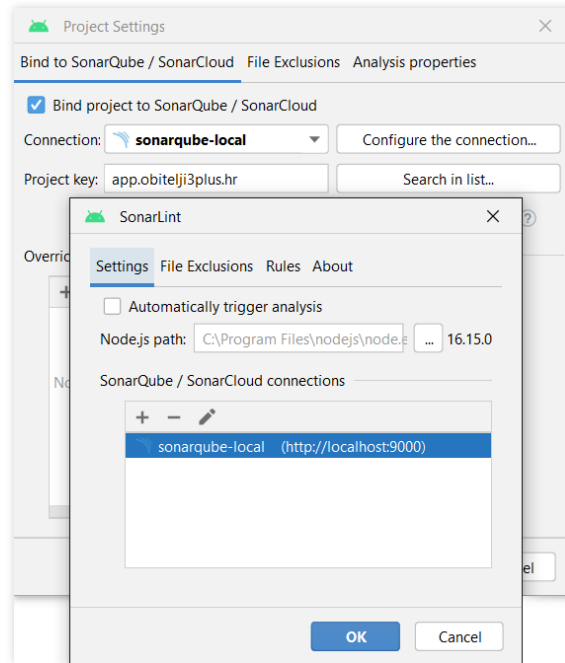 Project Settings
Bind to SonarQube / SonarCloud File Exclusions Analysis properties
Bind project to SonarQube / SonarCloud
Connection: sonarqube-local Configure the connection...
Project key: app.obitelji3plus.hr Search in list...
SonarLint
Settings File Exclusions Rules About
Automatically trigger analysis
Node.js path: C:\Program Files\nodejs\node.e ... 16.15.0
SonarQube / SonarCloud connections
sonarqube-local (http://localhost:9000)
OK Cancel